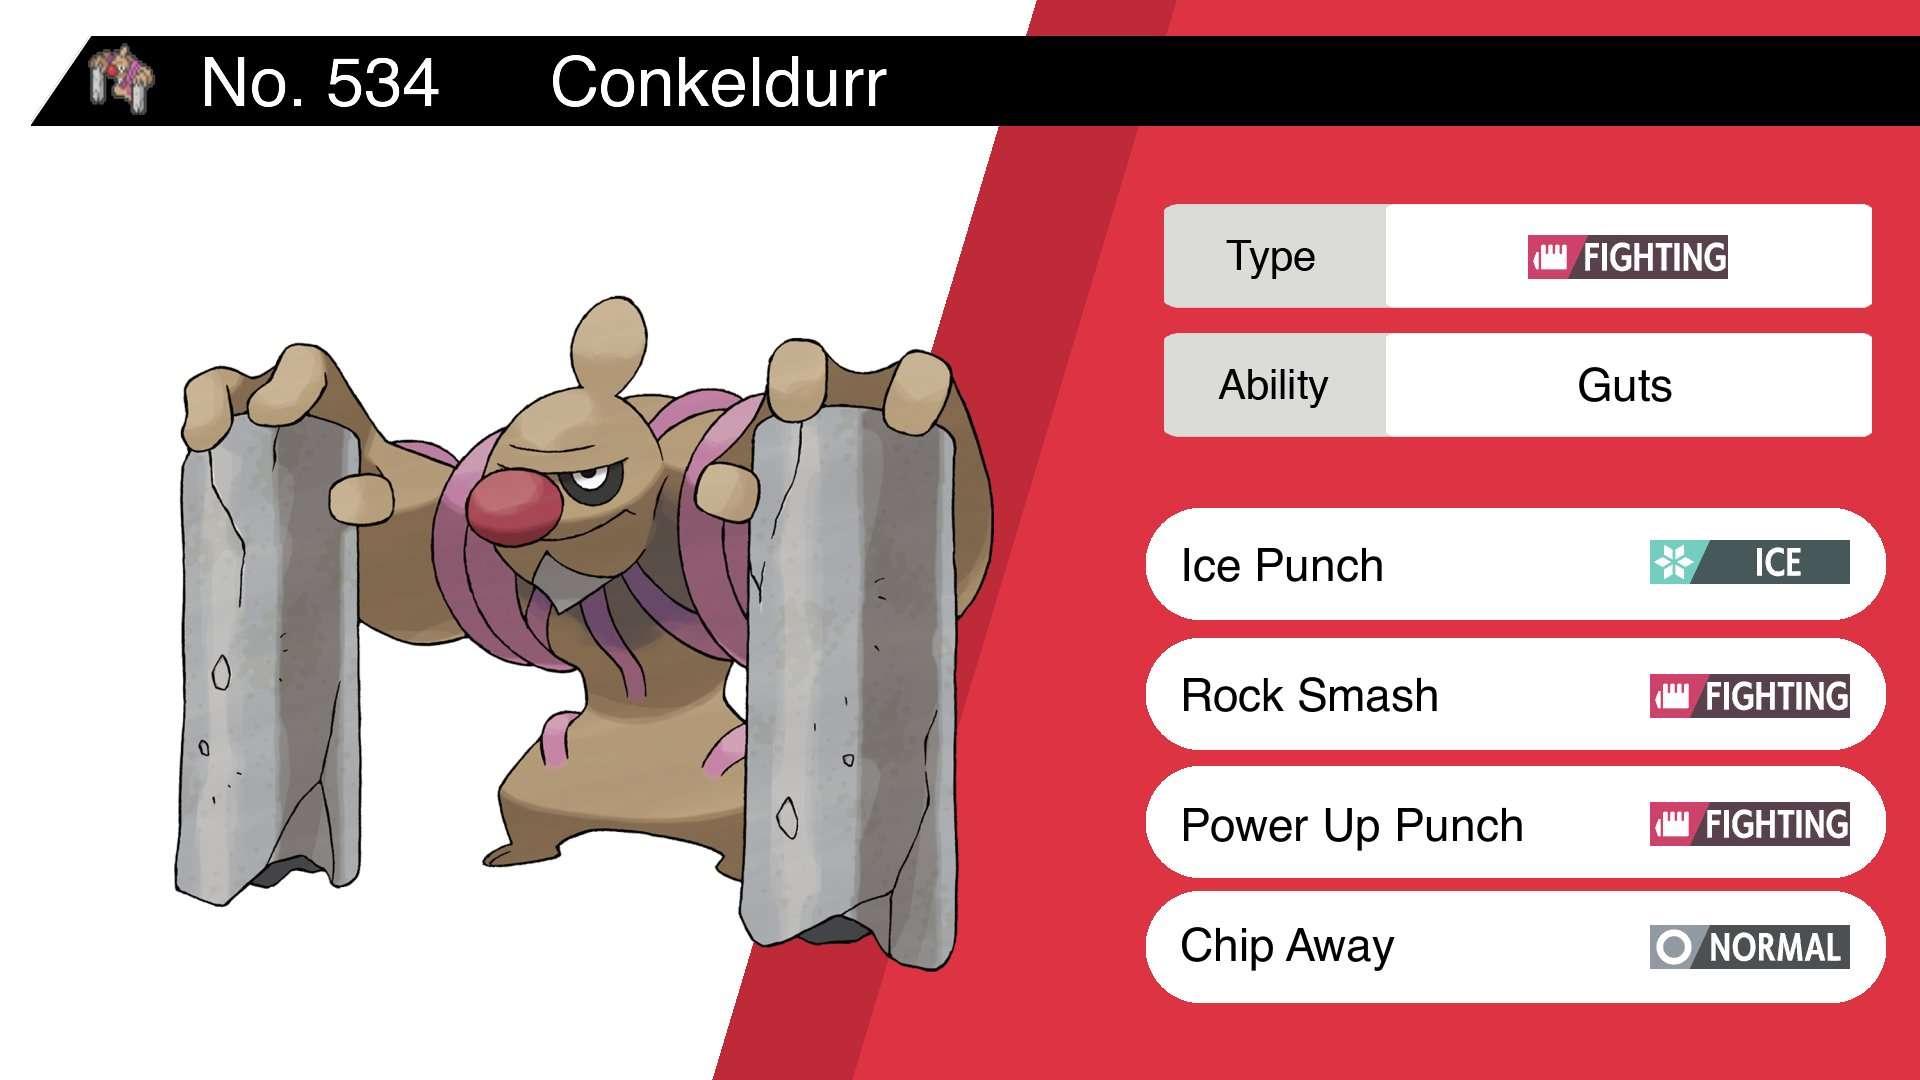 No. 534 Conkeldurr
Type FIGHTING
Ability Guts
Ice Punch ICE
Rock Smash FIGHTING
Power Up Punch FIGHTING
Chip Away NORMAL